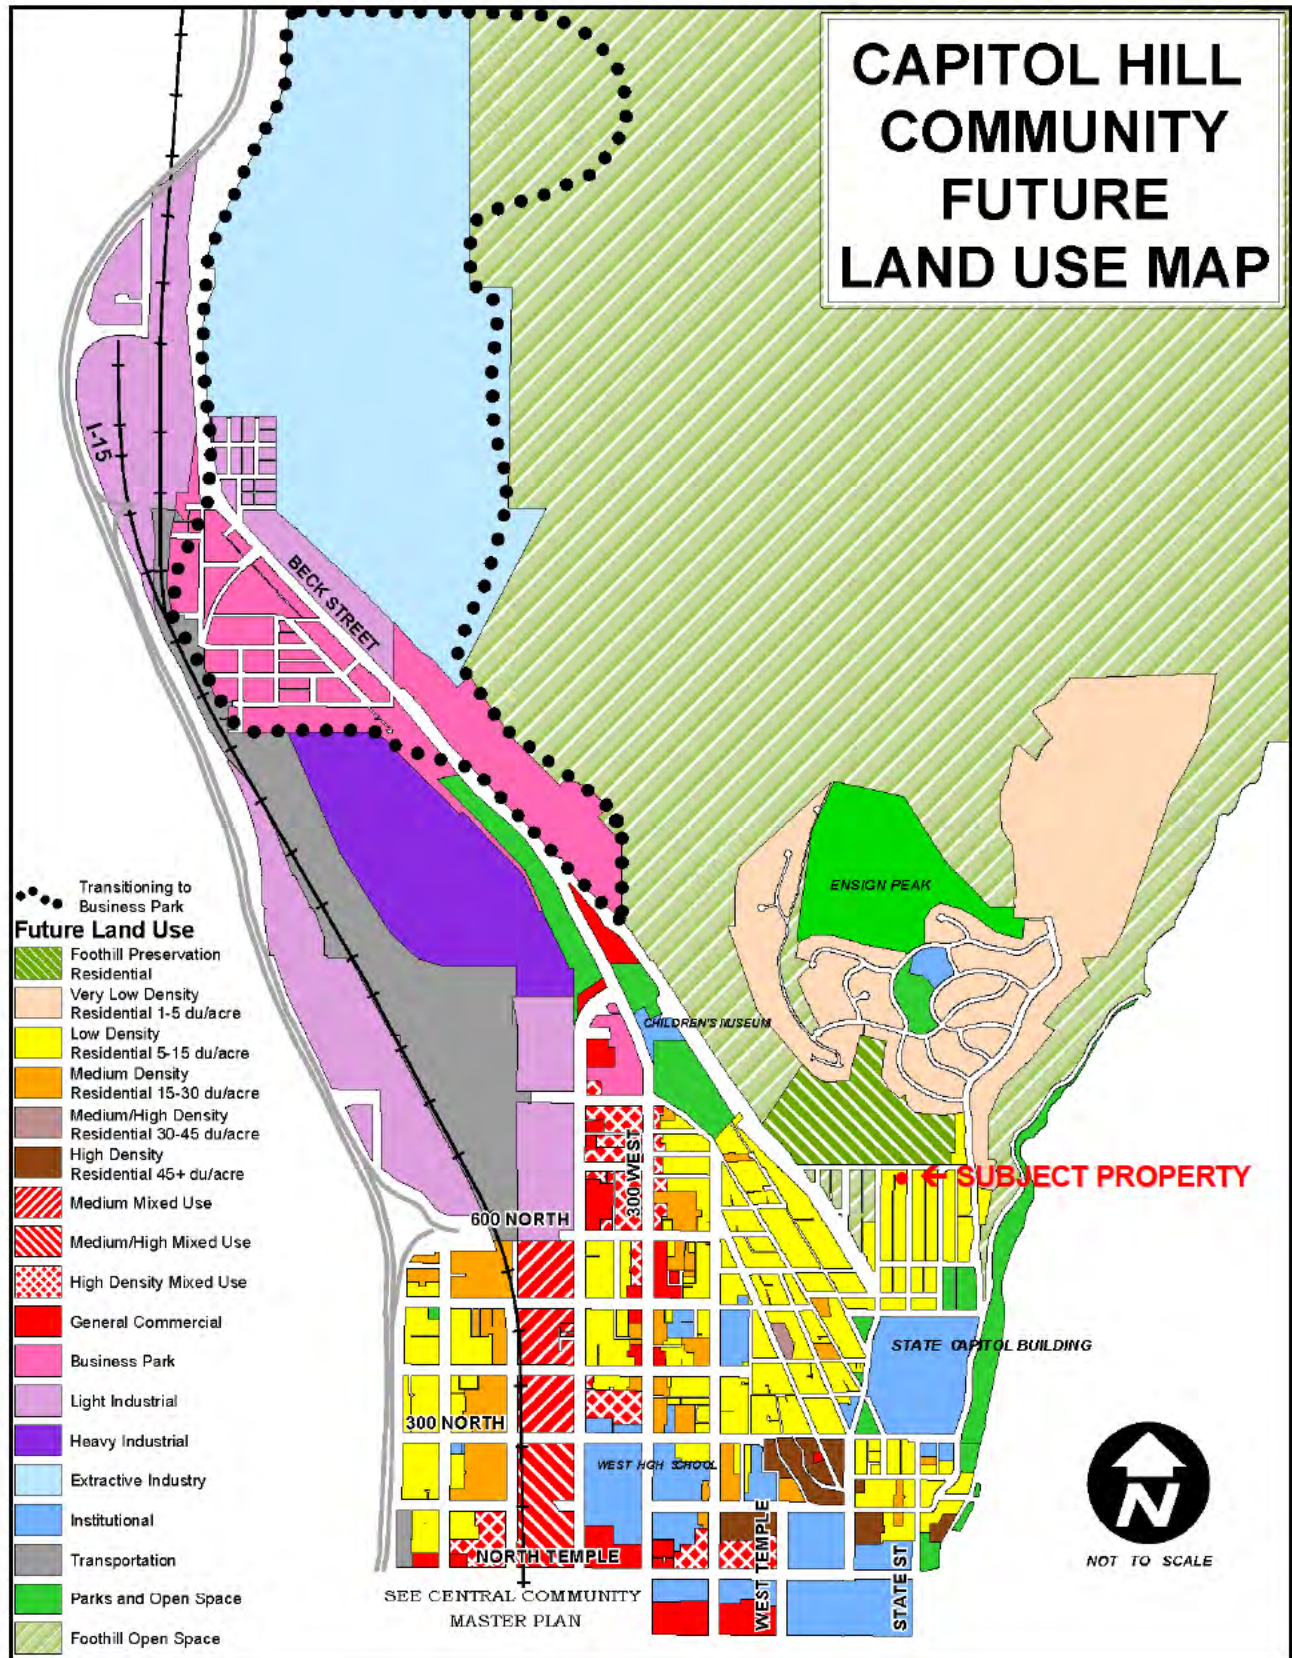 CAPITOL HILL
COMMUNITY
FUTURE
LAND USE MAP
I-15
BECK STREET
ENSIGN PEAK
CHILDREN'S MUSEUM
300 WEST
← SUBJECT PROPERTY
600 NORTH
STATE CAPITOL BUILDING
300 NORTH
WEST HGH SCHOOL
NORTH TEMPLE
WEST TEMPLE
STATE ST
SEE CENTRAL COMMUNITY
MASTER PLAN
N
NOT TO SCALE
Transitioning to
Business Park
Future Land Use
Foothill Preservation
Residential
Very Low Density
Residential 1-5 du/acre
Low Density
Residential 5-15 du/acre
Medium Density
Residential 15-30 du/acre
Medium/High Density
Residential 30-45 du/acre
High Density
Residential 45+ du/acre
Medium Mixed Use
Medium/High Mixed Use
High Density Mixed Use
General Commercial
Business Park
Light Industrial
Heavy Industrial
Extractive Industry
Institutional
Transportation
Parks and Open Space
Foothill Open Space